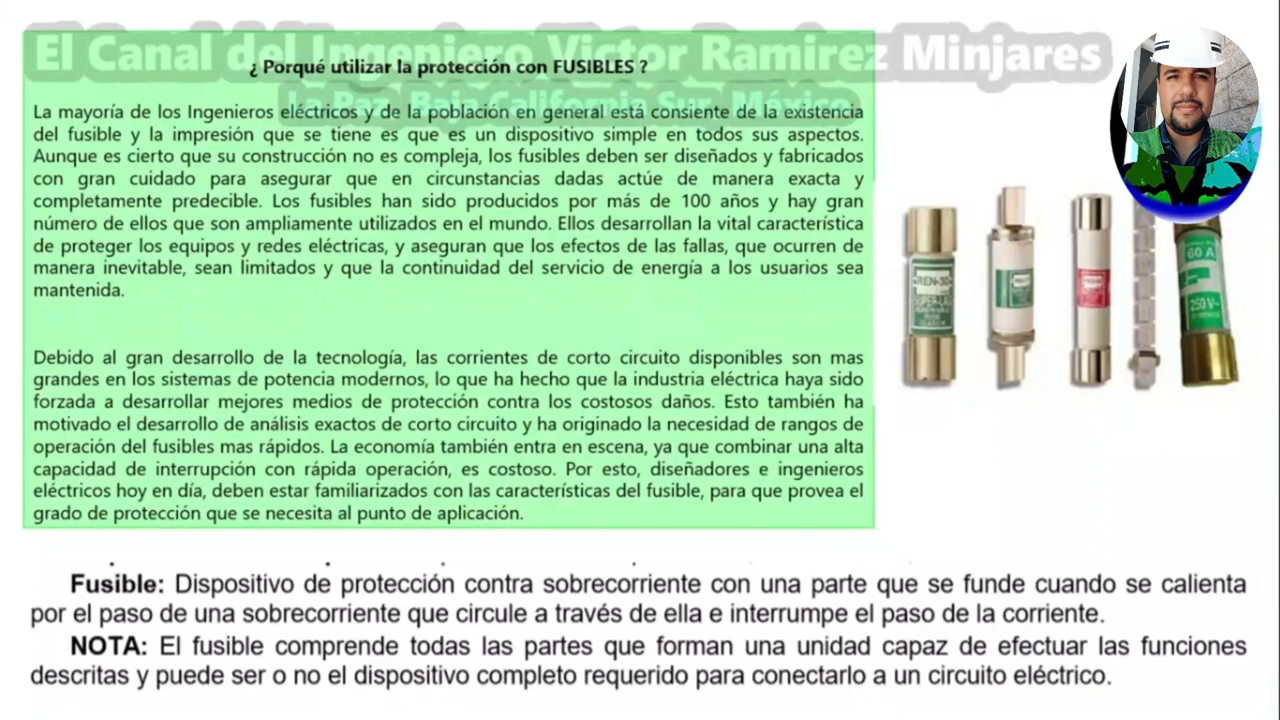 El Canal del Ingeniero Victor Ramirez Minjares
La Paz, Baja California Sur, México
¿ Porqué utilizar la protección con FUSIBLES ?
La mayoría de los Ingenieros eléctricos y de la población en general está consiente de la existencia
del fusible y la impresión que se tiene es que es un dispositivo simple en todos sus aspectos.
Aunque es cierto que su construcción no es compleja, los fusibles deben ser diseñados y fabricados
con gran cuidado para asegurar que en circunstancias dadas actúe de manera exacta y
completamente predecible. Los fusibles han sido producidos por más de 100 años y hay gran
número de ellos que son ampliamente utilizados en el mundo. Ellos desarrollan la vital característica
de proteger los equipos y redes eléctricas, y aseguran que los efectos de las fallas, que ocurren de
manera inevitable, sean limitados y que la continuidad del servicio de energía a los usuarios sea
mantenida.
Debido al gran desarrollo de la tecnología, las corrientes de corto circuito disponibles son mas
grandes en los sistemas de potencia modernos, lo que ha hecho que la industria eléctrica haya sido
forzada a desarrollar mejores medios de protección contra los costosos daños. Esto también ha
motivado el desarrollo de análisis exactos de corto circuito y ha originado la necesidad de rangos de
operación del fusibles mas rápidos. La economía también entra en escena, ya que combinar una alta
capacidad de interrupción con rápida operación, es costoso. Por esto, diseñadores e ingenieros
eléctricos hoy en día, deben estar familiarizados con las características del fusible, para que provea el
grado de protección que se necesita al punto de aplicación.
REN-30
60 A
250 V~
Fusible: Dispositivo de protección contra sobrecorriente con una parte que se funde cuando se calienta
por el paso de una sobrecorriente que circule a través de ella e interrumpe el paso de la corriente.
NOTA: El fusible comprende todas las partes que forman una unidad capaz de efectuar las funciones
descritas y puede ser o no el dispositivo completo requerido para conectarlo a un circuito eléctrico.